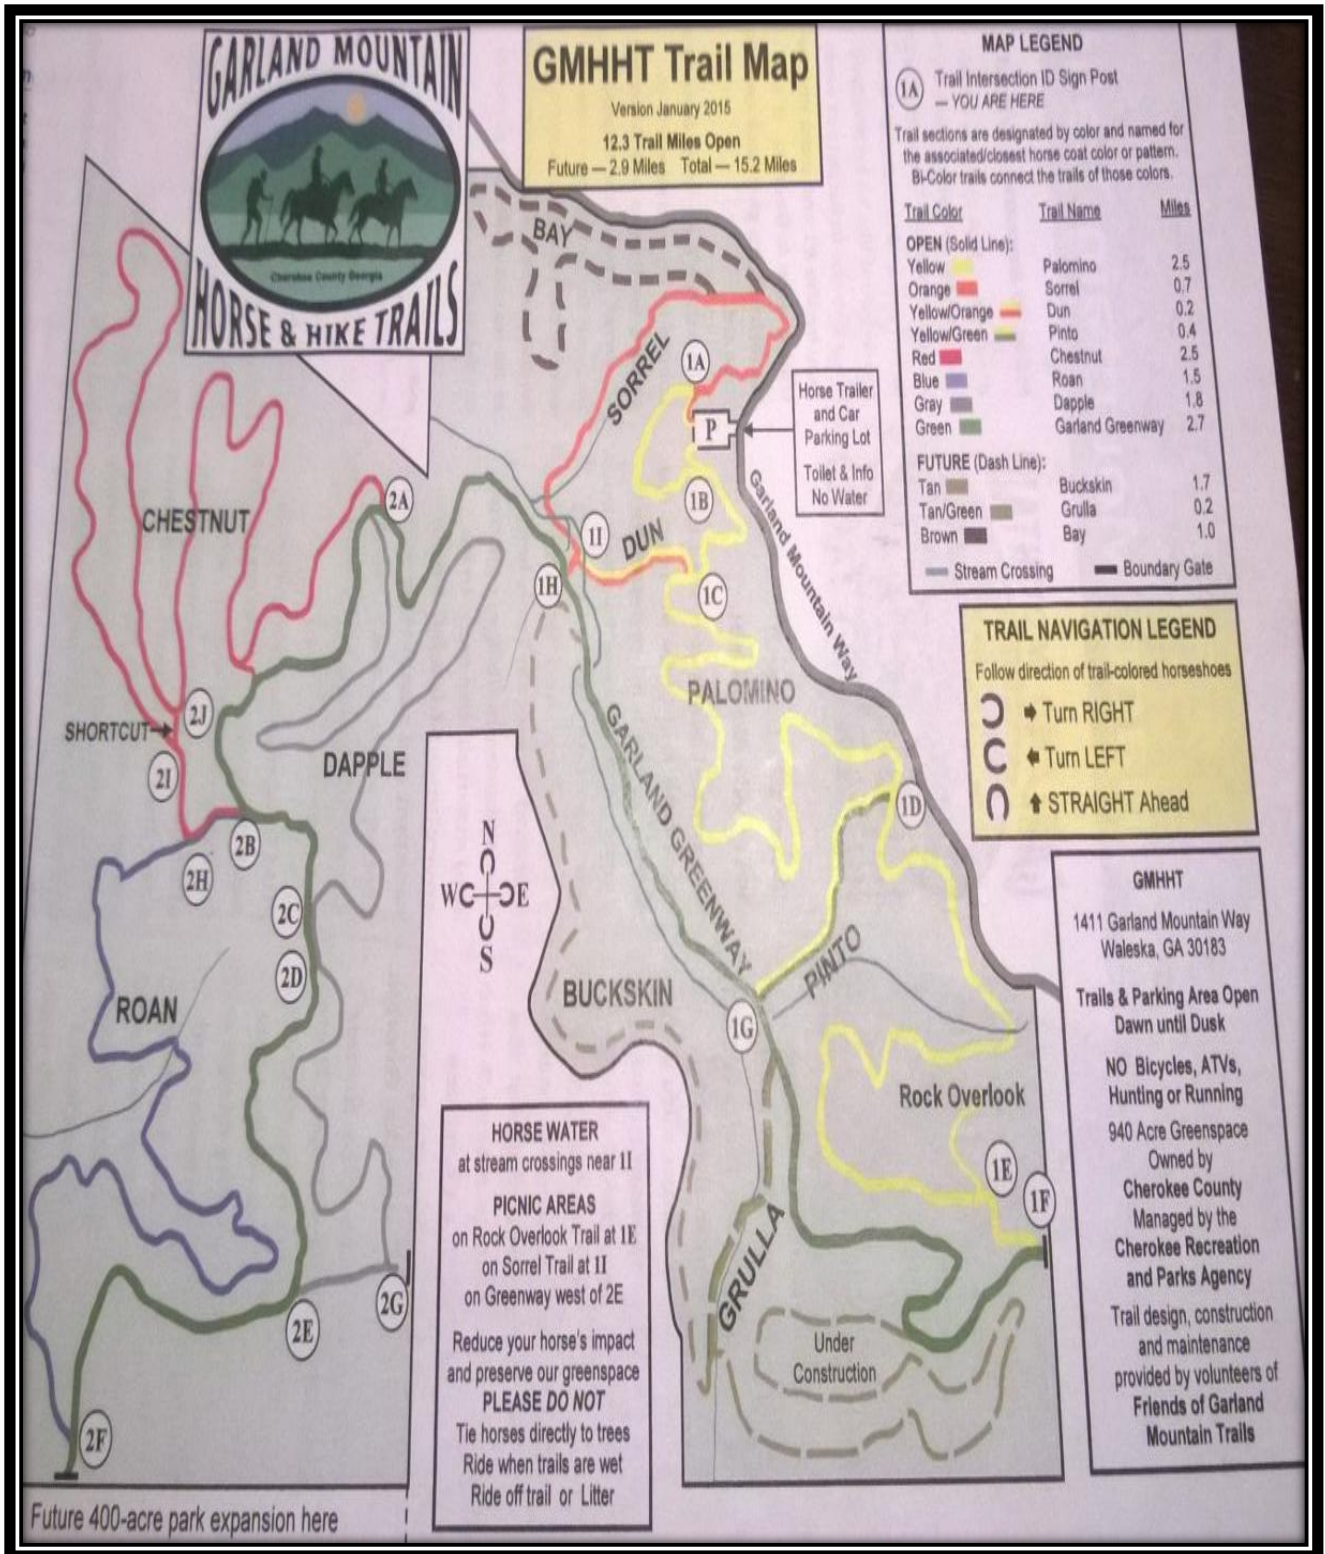 GARLAND MOUNTAIN
Cherokee County Georgia
HORSE & HIKE TRAILS
GMHHT Trail Map
Version January 2015
12.3 Trail Miles Open
Future — 2.9 Miles Total — 15.2 Miles
MAP LEGEND
1A Trail Intersection ID Sign Post
— YOU ARE HERE
Trail sections are designated by color and named for
the associated/closest horse coat color or pattern.
Bi-Color trails connect the trails of those colors.
Trail Color Trail Name Miles
OPEN (Solid Line):
Yellow Palomino 2.5
Orange Sorrel 0.7
Yellow/Orange Dun 0.2
Yellow/Green Pinto 0.4
Red Chestnut 2.5
Blue Roan 1.5
Gray Dapple 1.8
Green Garland Greenway 2.7
FUTURE (Dash Line):
Tan Buckskin 1.7
Tan/Green Grulla 0.2
Brown Bay 1.0
Stream Crossing Boundary Gate
TRAIL NAVIGATION LEGEND
Follow direction of trail-colored horseshoes
Turn RIGHT
Turn LEFT
STRAIGHT Ahead
GMHHT
1411 Garland Mountain Way
Waleska, GA 30183
Trails & Parking Area Open
Dawn until Dusk
NO Bicycles, ATVs,
Hunting or Running
940 Acre Greenspace
Owned by
Cherokee County
Managed by the
Cherokee Recreation
and Parks Agency
Trail design, construction
and maintenance
provided by volunteers of
Friends of Garland
Mountain Trails
BAY
SORREL
1A
P
Horse Trailer
and Car
Parking Lot
Toilet & Info
No Water
Garland Mountain Way
1B
DUN
1I
1H
1C
PALOMINO
2A
CHESTNUT
2J
SHORTCUT
2I
DAPPLE
GARLAND GREENWAY
1D
2B
2H
N
W E
S
2C
2D
ROAN
BUCKSKIN
PINTO
1G
Rock Overlook
1E
1F
GRULLA
Under
Construction
2G
2E
2F
HORSE WATER
at stream crossings near 1I
PICNIC AREAS
on Rock Overlook Trail at 1E
on Sorrel Trail at 1I
on Greenway west of 2E
Reduce your horse's impact
and preserve our greenspace
PLEASE DO NOT
Tie horses directly to trees
Ride when trails are wet
Ride off trail or Litter
Future 400-acre park expansion here